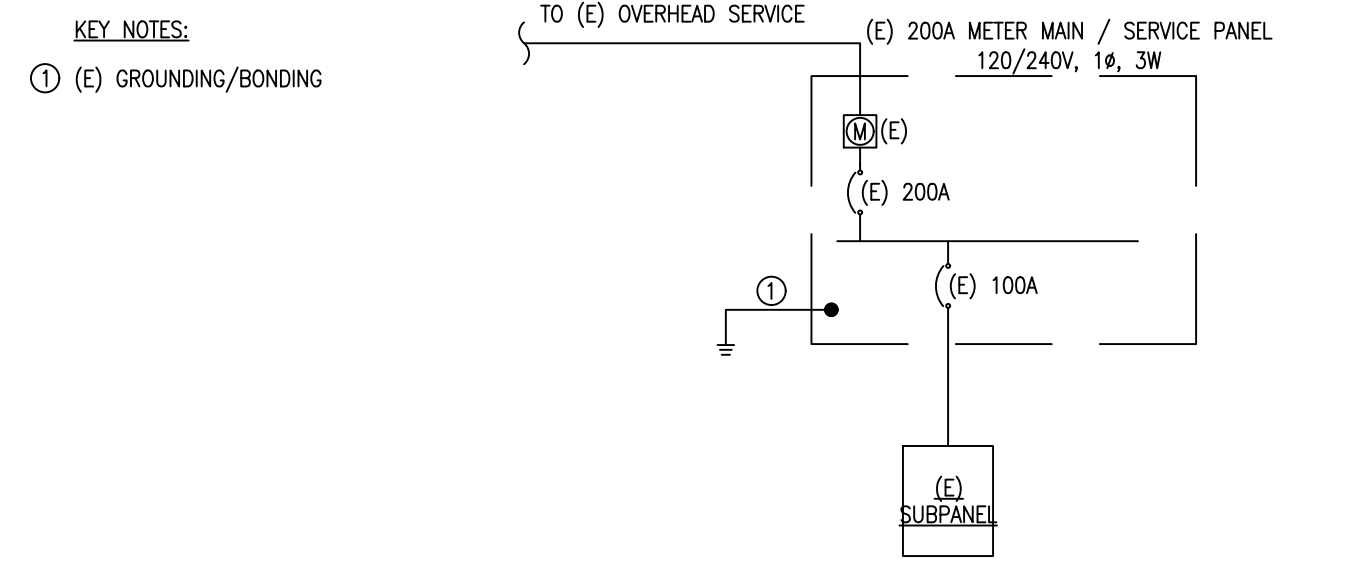 KEY NOTES:
1 (E) GROUNDING/BONDING
TO (E) OVERHEAD SERVICE
(E) 200A METER MAIN / SERVICE PANEL
120/240V, 1ø, 3W
M (E)
(E) 200A
(E) 100A
1
(E)
SUBPANEL